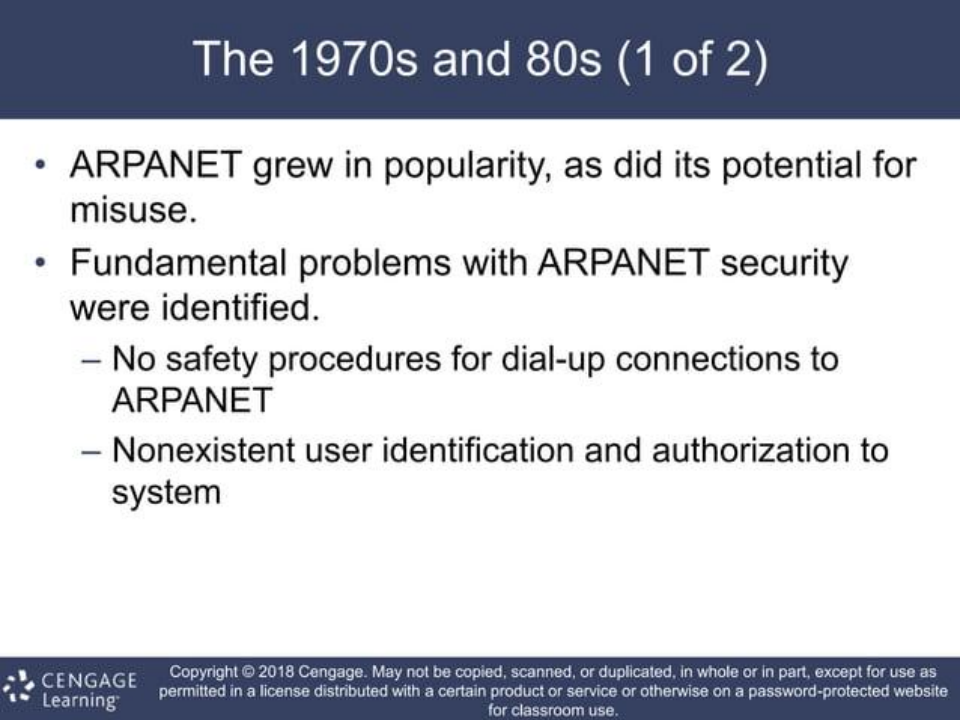 The 1970s and 80s (1 of 2)
• ARPANET grew in popularity, as did its potential for
misuse.
• Fundamental problems with ARPANET security
were identified.
– No safety procedures for dial-up connections to
ARPANET
– Nonexistent user identification and authorization to
system
CENGAGE
Learning™
Copyright © 2018 Cengage. May not be copied, scanned, or duplicated, in whole or in part, except for use as
permitted in a license distributed with a certain product or service or otherwise on a password-protected website
for classroom use.